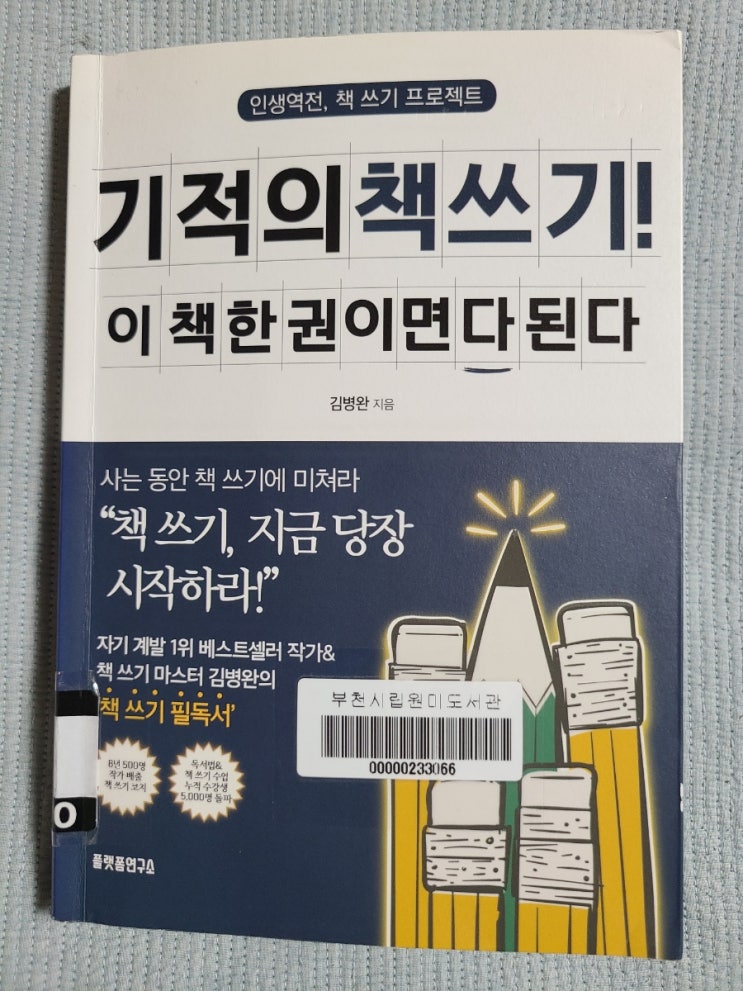 인생역전, 책 쓰기 프로젝트
기적의 책쓰기!
이 책 한 권이면 다 된다
김병완 지음
사는 동안 책 쓰기에 미쳐라
“책 쓰기, 지금 당장
시작하라!”
자기 계발 1위 베스트셀러 작가&
책 쓰기 마스터 김병완의
‘책 쓰기 필독서’
8년 500명
작가 배출
책 쓰기 코치
독서법&
책 쓰기 수업
누적 수강생
5,000명 돌파
부천시립원미도서관
00000233066
O
플랫폼연구소